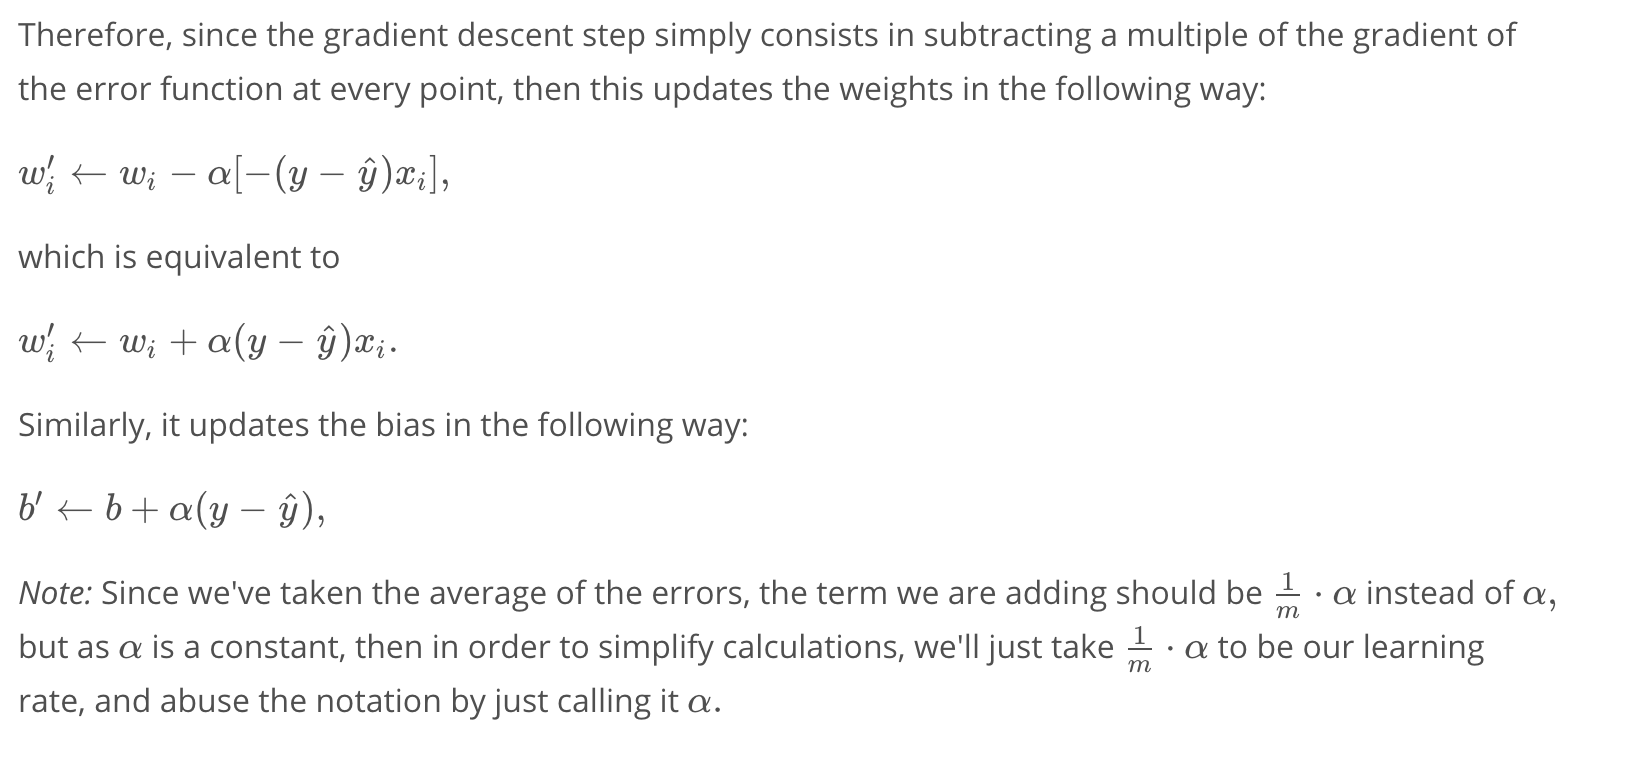 Therefore, since the gradient descent step simply consists in subtracting a multiple of the gradient of
the error function at every point, then this updates the weights in the following way:
$w_i' \leftarrow w_i - \alpha[-(y - \hat{y})x_i],$
which is equivalent to
$w_i' \leftarrow w_i + \alpha(y - \hat{y})x_i.$
Similarly, it updates the bias in the following way:
$b' \leftarrow b + \alpha(y - \hat{y}),$
Note: Since we've taken the average of the errors, the term we are adding should be $\frac{1}{m} \cdot \alpha$ instead of $\alpha$,
but as $\alpha$ is a constant, then in order to simplify calculations, we'll just take $\frac{1}{m} \cdot \alpha$ to be our learning
rate, and abuse the notation by just calling it $\alpha$.